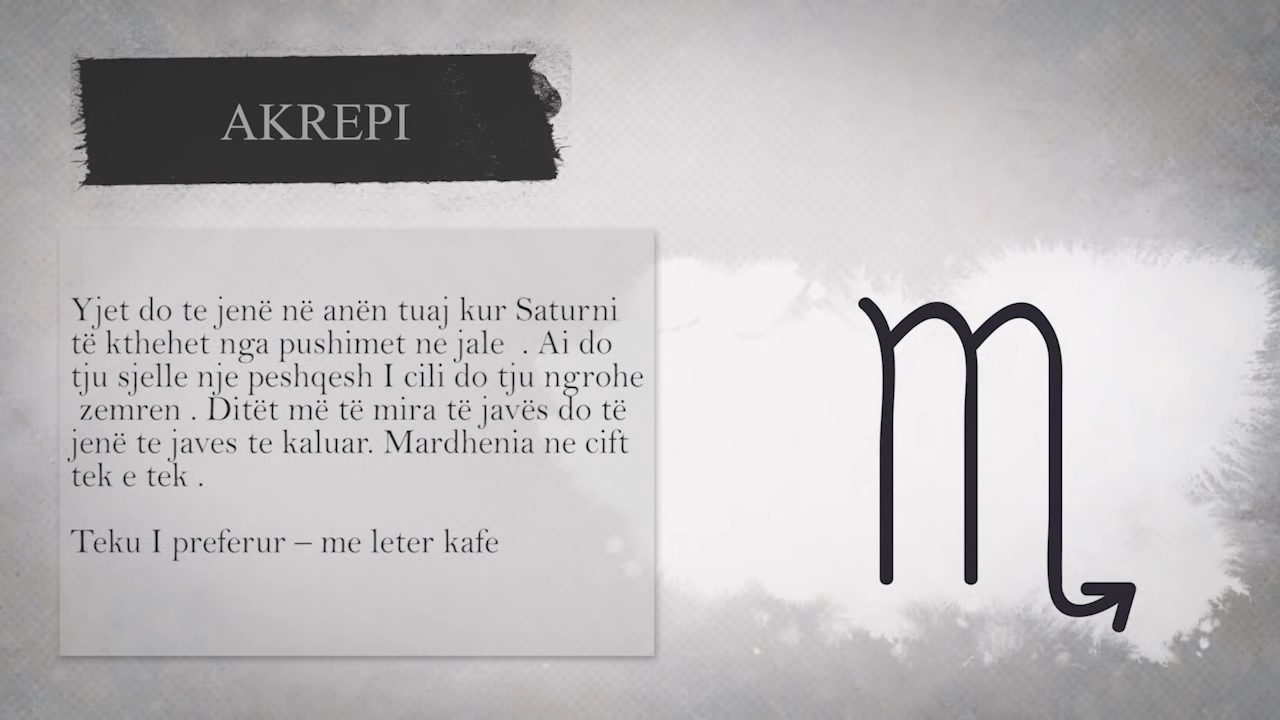 AKREPI
Yjet do te jenë në anën tuaj kur Saturni
të kthehet nga pushimet ne jale  . Ai do
tju sjelle nje peshqesh I cili do tju ngrohe
zemren . Ditët më të mira të javës do të
jenë te javes te kaluar. Mardhenia ne cift
tek e tek .
Teku I preferur – me leter kafe